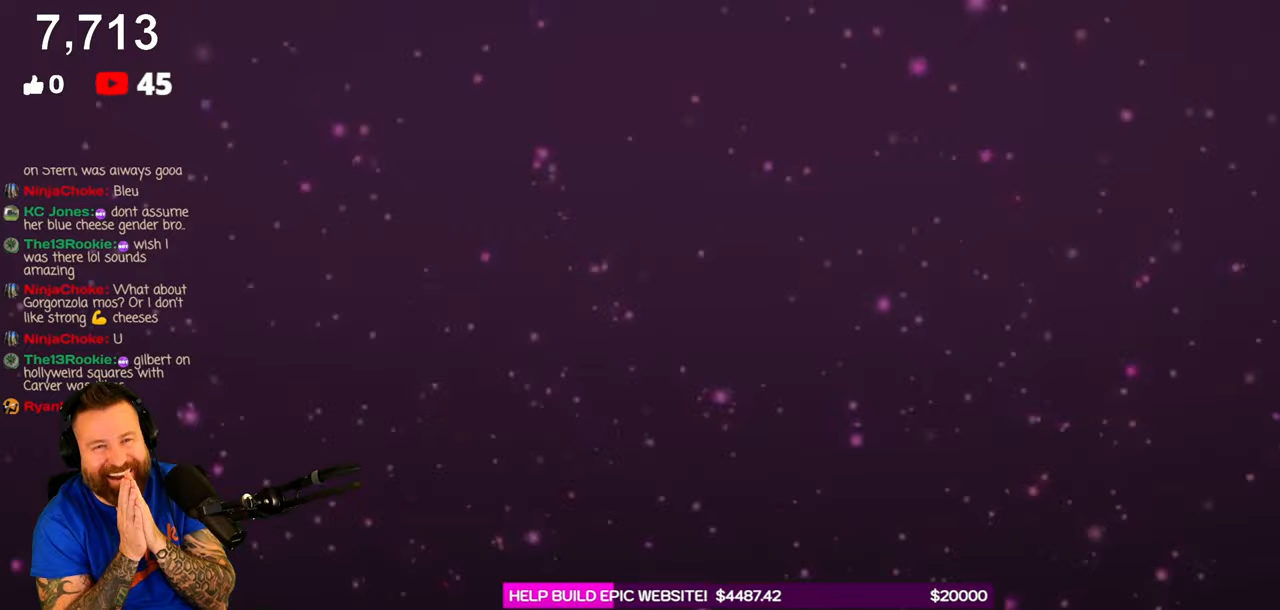 7,713
0 45
on Stern, was always good
NinjaChoke: Bleu
KC Jones: dont assume
her blue cheese gender bro..
The13Rookie: wish I
was there lol sounds
amazing
NinjaChoke: What about
Gorgonzola mos? Or I don't
like strong 💪 cheeses
NinjaChoke: U
The13Rookie: gilbert on
hollyweird squares with
Carver was
Ryan
HELP BUILD EPIC WEBSITE! $4487.42 $20000